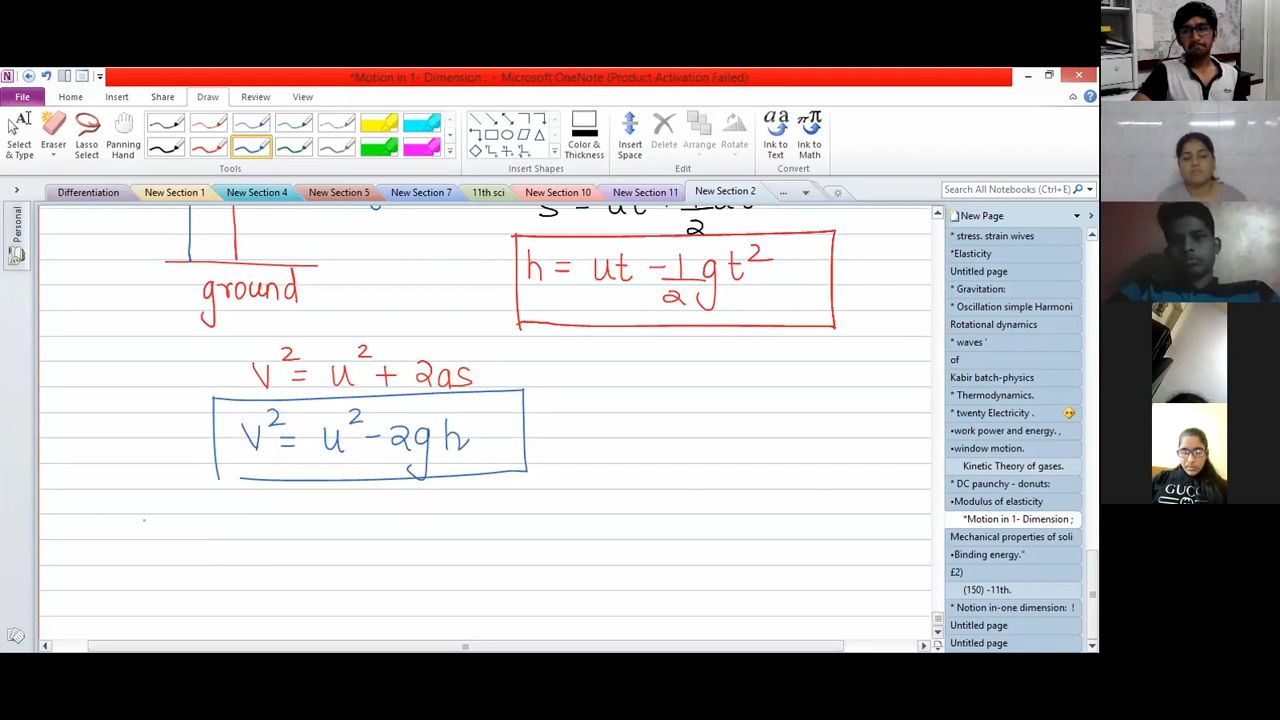 *Motion in 1- Dimension ; - Microsoft OneNote (Product Activation Failed)
File Home Insert Share Draw Review View
Select & Type
Eraser
Lasso Select
Panning Hand
Color & Thickness
Insert Space
Delete
Arrange
Rotate
Ink to Text
Ink to Math
Tools
Insert Shapes
Convert
Differentiation New Section 1 New Section 4 New Section 5 New Section 7 11th sci New Section 10 New Section 11 New Section 2 ...
Search All Notebooks (Ctrl+E)
Personal
ground
h = ut - 1/2 gt²
v² = u² + 2as
v² = u² - 2gh
New Page
* stress. strain wives
*Elasticity
Untitled page
* Gravitation:
* Oscillation simple Harmoni
Rotational dynamics
* waves '
of
Kabir batch-physics
* Thermodynamics.
* twenty Electricity .
•work power and energy. ,
•window motion.
Kinetic Theory of gases.
* DC paunchy - donuts:
•Modulus of elasticity
*Motion in 1- Dimension ;
Mechanical properties of soli
•Binding energy."
£2)
(150) -11th.
* Notion in-one dimension: !
Untitled page
Untitled page
GUCCI